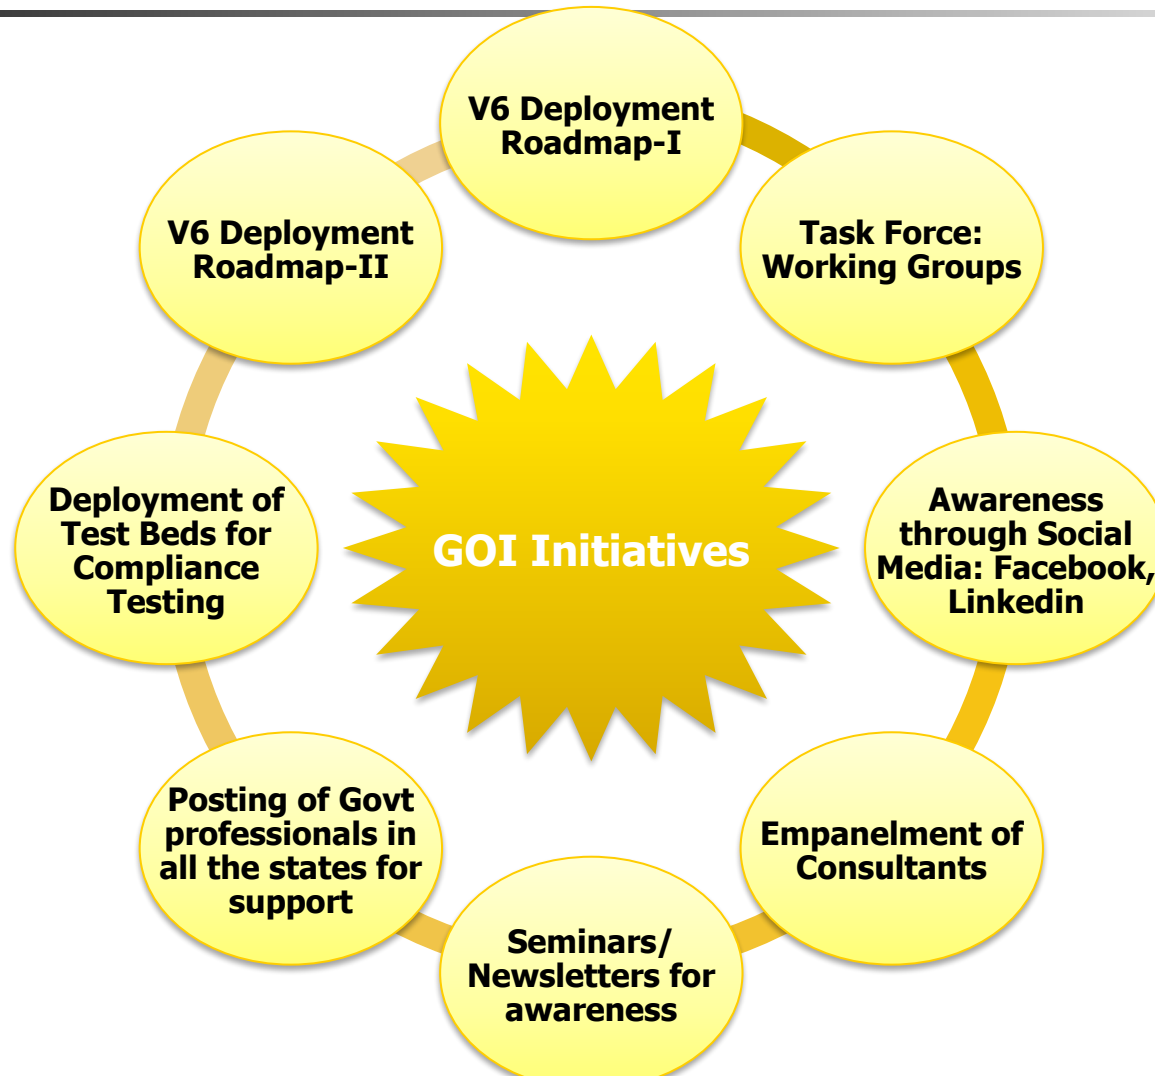 V6 Deployment
Roadmap-I
Task Force:
Working Groups
Awareness
through Social
Media: Facebook,
Linkedin
Empanelment of
Consultants
Seminars/
Newsletters for
awareness
Posting of Govt
professionals in
all the states for
support
Deployment of
Test Beds for
Compliance
Testing
V6 Deployment
Roadmap-II
GOI Initiatives